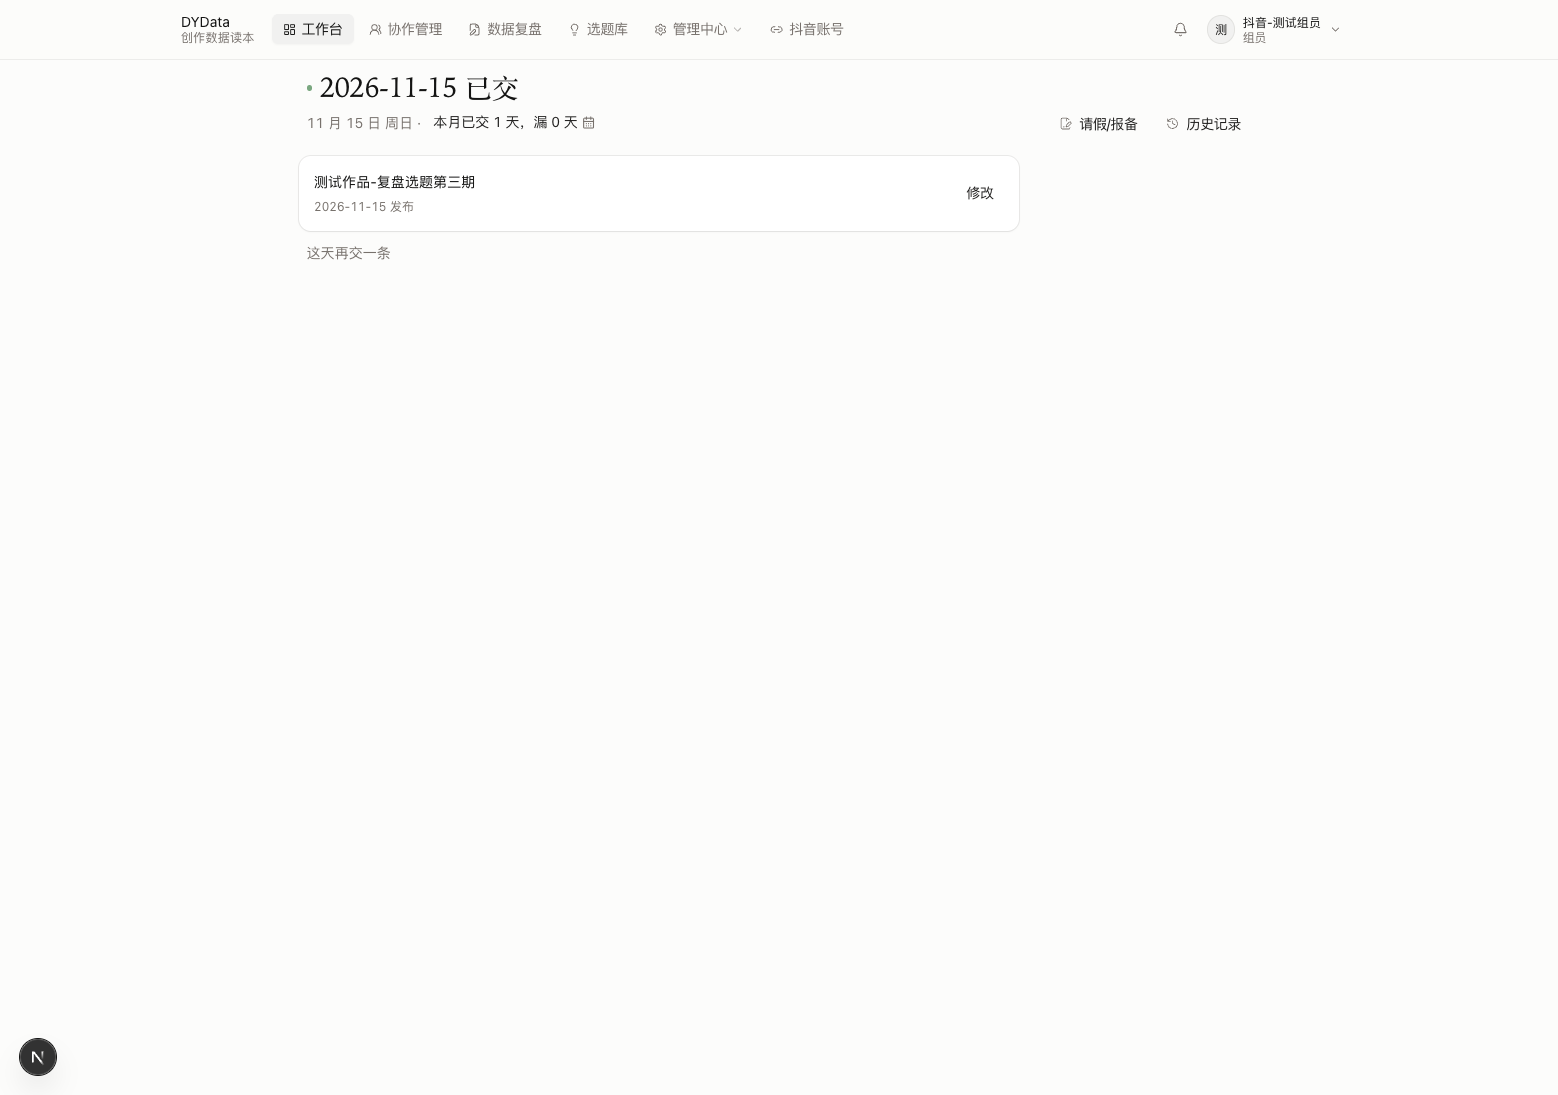 DYData
创作数据读本
工作台
协作管理
数据复盘
选题库
管理中心
抖音账号
测
抖音-测试组员
组员
2026-11-15 已交
11 月 15 日 周日 · 本月已交 1 天，漏 0 天
请假/报备
历史记录
测试作品-复盘选题第三期
2026-11-15 发布
修改
这天再交一条
N